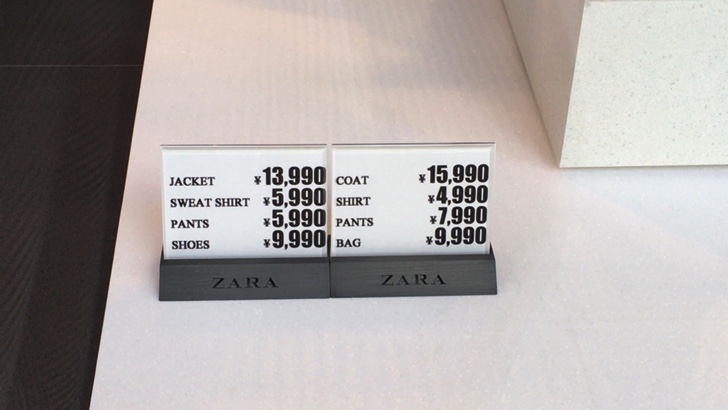 JACKET ¥13,990
SWEAT SHIRT ¥5,990
PANTS ¥5,990
SHOES ¥9,990
ZARA
COAT ¥15,990
SHIRT ¥4,990
PANTS ¥7,990
BAG ¥9,990
ZARA